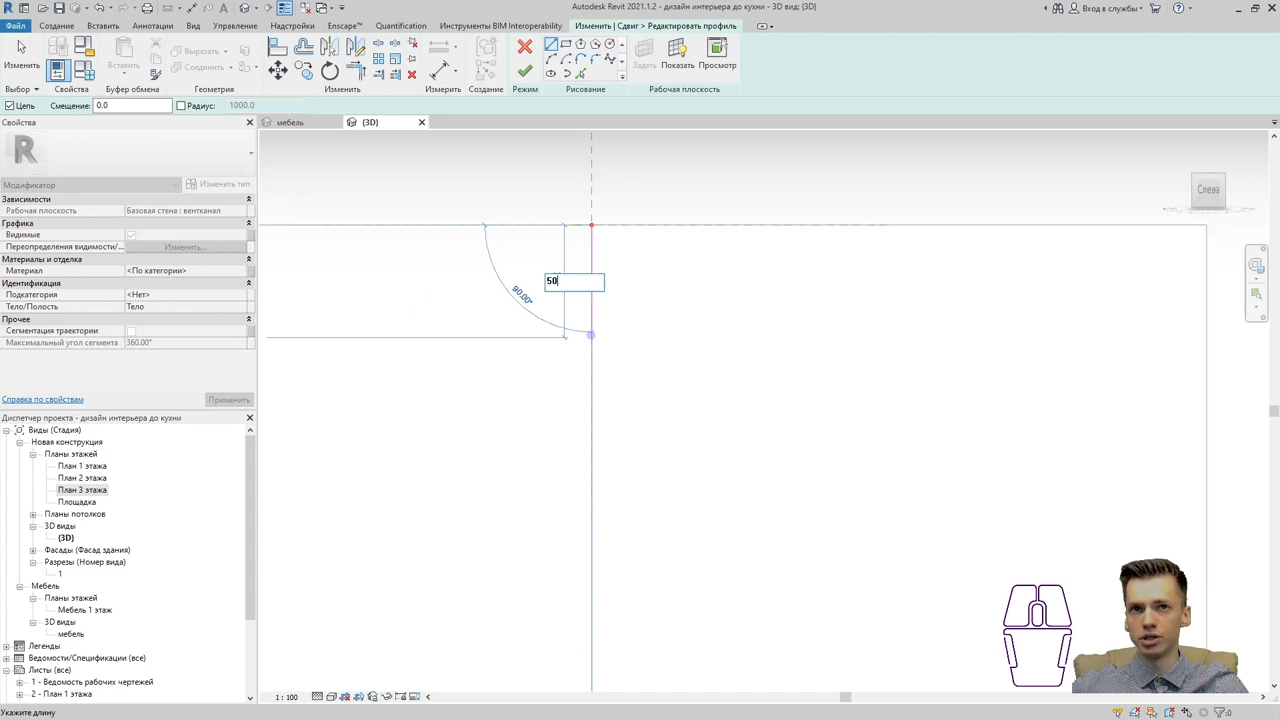 Autodesk Revit 2021.1.2 - дизайн интерьера до кухни - 3D вид: {3D}
Вход в службы
Файл
Вставить
Аннотации
Вид
Управление
Надстройки
Enscape™
Quantification
Инструменты BIM Interoperability
Изменить | Сдвиг > Редактировать профиль
Изменить
Вставить
Вырезать
Соединить
Задать
Показать
Просмотр
Выбор
Свойства
Буфер обмена
Геометрия
Изменить
Измерить
Создание
Режим
Рисование
Рабочая плоскость
Цепь
Смещение:
0.0
Радиус:
1000.0
Свойства
мебель
{3D}
R
Модификатор
Изменить тип
Зависимости
Рабочая плоскость
Базовая стена : вентканал
Графика
Видимые
Переопределения видимости/...
Изменить...
Материалы и отделка
Материал
<По категории>
Идентификация
Подкатегория
<Нет>
Тело/Полость
Тело
Прочее
Сегментация траектории
Максимальный угол сегмента
360.00°
Справка по свойствам
Применить
Диспетчер проекта - дизайн интерьера до кухни
Виды (Стадия)
Новая конструкция
Планы этажей
План 1 этажа
План 2 этажа
План 3 этажа
Площадка
Планы потолков
3D виды
{3D}
Фасады (Фасад здания)
Разрезы (Номер вида)
1
Мебель
Планы этажей
Мебель 1 этаж
3D виды
мебель
Легенды
Ведомости/Спецификации (все)
Листы (все)
1 - Ведомость рабочих чертежей
2 - План 1 этажа
Слева
50
90.00°
1 : 100
Укажите длину
:0